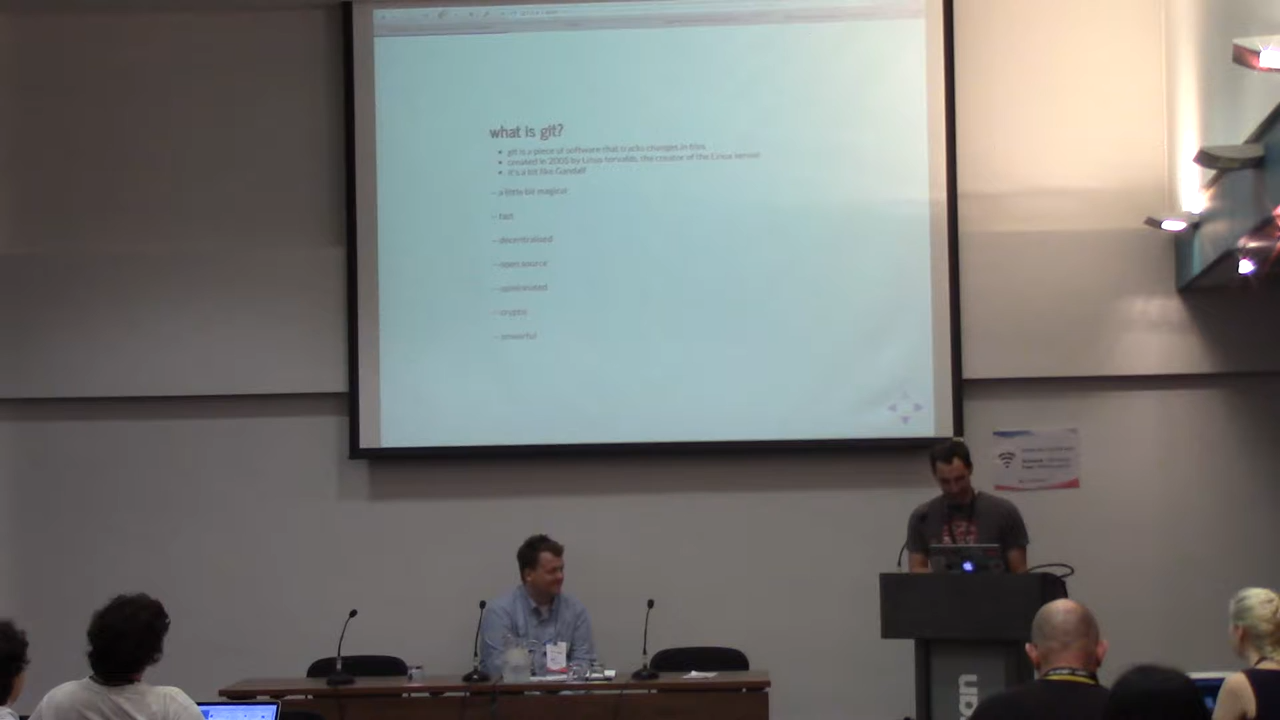 what is git?
• git is a piece of software that tracks changes in files
• created in 2005 by Linus torvalds, the creator of the Linux kernel
• it's a bit like Gandalf
– a little bit magical
– fast
– decentralised
– open source
– opinionated
– crypto
– powerful
an